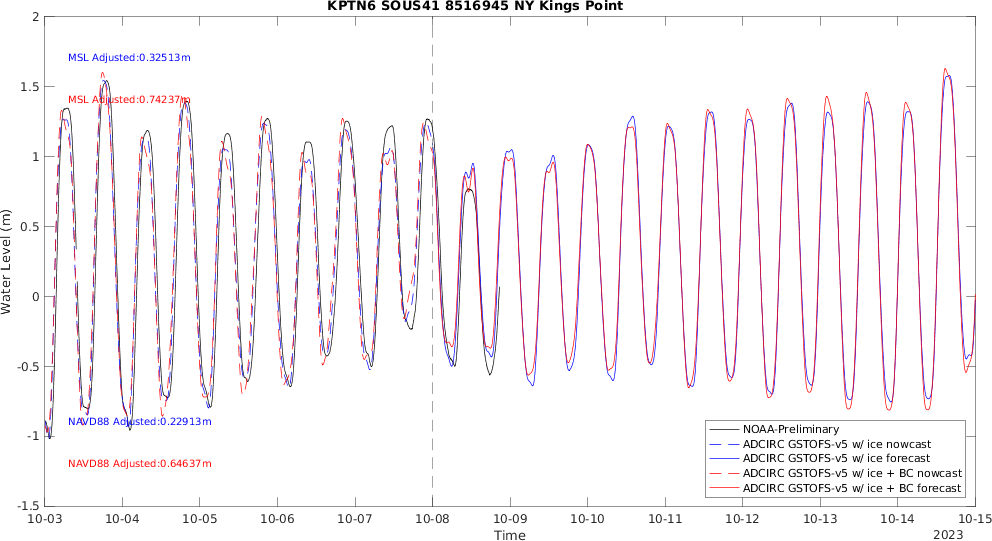 KPTN6 SOUS41 8516945 NY Kings Point
2
1.5
1
0.5
0
-0.5
-1
-1.5
Water Level (m)
MSL Adjusted:0.32513m
MSL Adjusted:0.74237m
NAVD88 Adjusted:0.22913m
NAVD88 Adjusted:0.64637m
NOAA-Preliminary
ADCIRC GSTOFS-v5 w/ ice nowcast
ADCIRC GSTOFS-v5 w/ ice forecast
ADCIRC GSTOFS-v5 w/ ice + BC nowcast
ADCIRC GSTOFS-v5 w/ ice + BC forecast
10-03 10-04 10-05 10-06 10-07 10-08 10-09 10-10 10-11 10-12 10-13 10-14 10-15
Time
2023